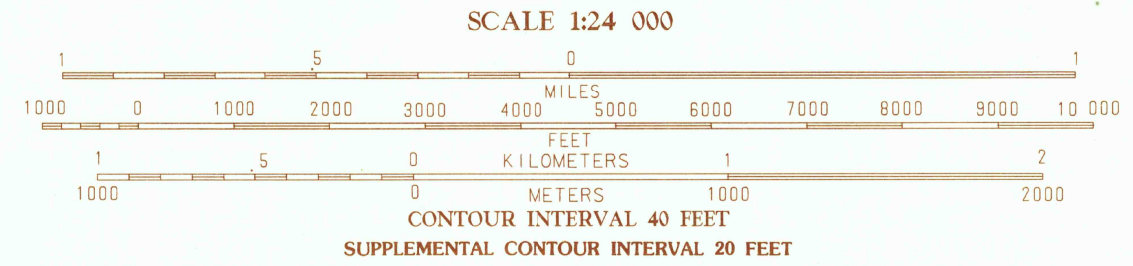 SCALE 1:24 000
1 .5 0 1
MILES
1000 0 1000 2000 3000 4000 5000 6000 7000 8000 9000 10 000
FEET
1 .5 0 KILOMETERS 1 2
1000 0 METERS 1000 2000
CONTOUR INTERVAL 40 FEET
SUPPLEMENTAL CONTOUR INTERVAL 20 FEET